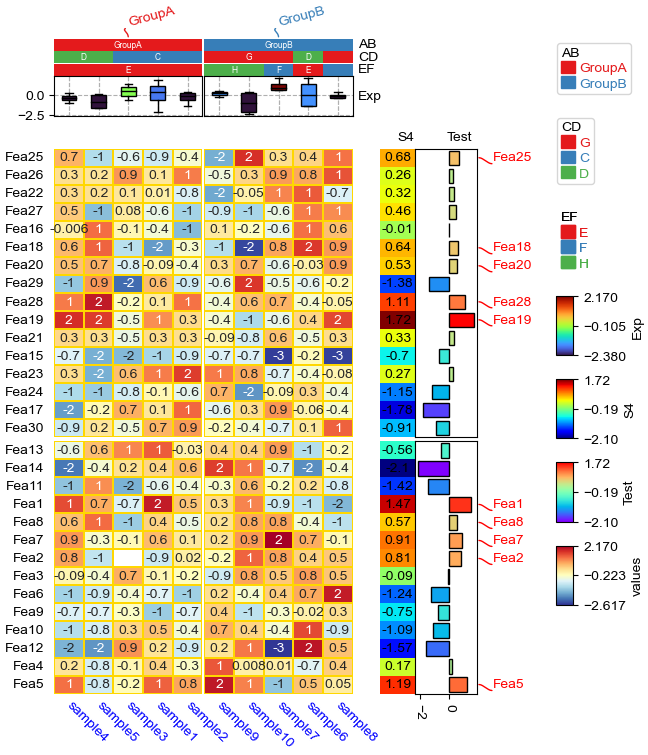 GroupA
GroupB
GroupA GroupB AB
D C G D CD
E H F E EF
0.0
-2.5
Exp
S4 Test
Fea25 0.7 -1 -0.6 -0.9 -0.4 -2 2 0.3 0.4 1 0.68 Fea25
Fea26 0.3 0.2 0.9 0.1 1 -0.5 0.3 0.9 0.8 1 0.26
Fea22 0.3 0.2 0.1 0.01 -0.8 -2 -0.05 1 1 -0.7 0.32
Fea27 0.5 -1 0.08 -0.6 -1 -0.9 -1 -0.6 1 1 0.46
Fea16 -0.006 1 -0.1 -0.3 -1 0.1 -0.2 -0.6 1 0.6 -0.01
Fea18 0.6 1 -1 -2 -0.3 -1 -2 0.8 2 0.9 0.64 Fea18
Fea20 0.5 0.7 -0.8 -0.09 -0.4 0.3 0.7 -0.6 -0.03 0.9 0.53 Fea20
Fea29 -1 0.9 -2 0.6 -0.9 -0.6 2 -0.5 -0.6 -0.2 -1.38
Fea28 1 2 -0.2 0.1 1 -0.4 0.6 0.7 -0.4 -0.05 1.11 Fea28
Fea19 2 2 -0.5 1 0.3 -0.4 -1 -0.6 0.4 2 1.72 Fea19
Fea21 0.3 0.3 -0.5 0.3 0.3 -0.09 -0.8 0.6 -0.5 0.3 0.33
Fea15 -0.7 -2 -2 -1 -0.9 -0.7 -0.7 -3 -0.2 -3 -0.7
Fea23 0.3 -2 0.6 1 2 1 0.8 -0.7 -0.4 -0.08 0.27
Fea24 -1 -1 -0.8 -0.1 -0.6 0.7 -2 -0.09 0.3 -0.4 -1.15
Fea17 -2 -0.2 0.7 0.1 1 -0.6 0.3 0.9 -0.06 -0.4 -1.78
Fea30 -0.9 0.2 -0.5 0.7 0.9 -0.2 -0.4 -0.7 0.1 1 -0.91
Fea13 -0.6 0.6 1 1 -0.03 0.4 0.4 0.9 -1 -0.2 -0.56
Fea14 -2 -0.4 0.2 0.4 0.6 2 1 -0.7 -2 -0.4 -2.1
Fea11 -1 1 -2 -0.6 -0.4 -1 -0.3 0.6 0.2 -0.8 -1.42
Fea1 1 0.7 -0.7 2 0.5 -0.3 1 -0.9 -1 -2 1.47 Fea1
Fea8 0.6 1 -1 0.4 -0.5 0.2 0.8 0.8 -0.4 -1 0.57 Fea8
Fea7 0.9 -0.3 -0.1 0.6 0.1 0.2 0.9 2 0.7 -0.1 0.91 Fea7
Fea2 0.8 -1 -0.9 0.02 -0.2 1 0.8 0.4 0.5 0.81 Fea2
Fea3 -0.09 -0.4 0.7 -0.1 -0.2 -0.9 0.8 0.5 0.8 0.5 -0.09
Fea6 -1 -0.9 -0.4 -0.7 -1 0.2 -0.4 0.4 0.7 2 -1.24
Fea9 -0.7 -0.7 -0.3 -1 -0.7 0.4 -1 -0.3 -0.02 0.3 -0.75
Fea10 -1 -0.8 0.3 0.5 -0.4 0.7 0.4 -0.4 1 -0.9 -1.09
Fea12 -2 -2 0.9 0.2 -0.9 0.2 1 -3 2 0.5 -1.57
Fea4 0.2 -0.8 -0.1 0.4 -0.3 1 0.008 0.01 -0.7 0.4 0.17
Fea5 1 -0.8 -0.2 1 0.8 2 1 -1 0.5 0.05 1.19 Fea5
sample4 sample5 sample3 sample1 sample2 sample9 sample10 sample7 sample6 sample8
-2 0
AB
GroupA
GroupB
CD
G
C
D
EF
E
F
H
2.170
-0.105
-2.380
Exp
1.72
-0.19
-2.10
S4
1.72
-0.19
-2.10
Test
2.170
-0.223
-2.617
values